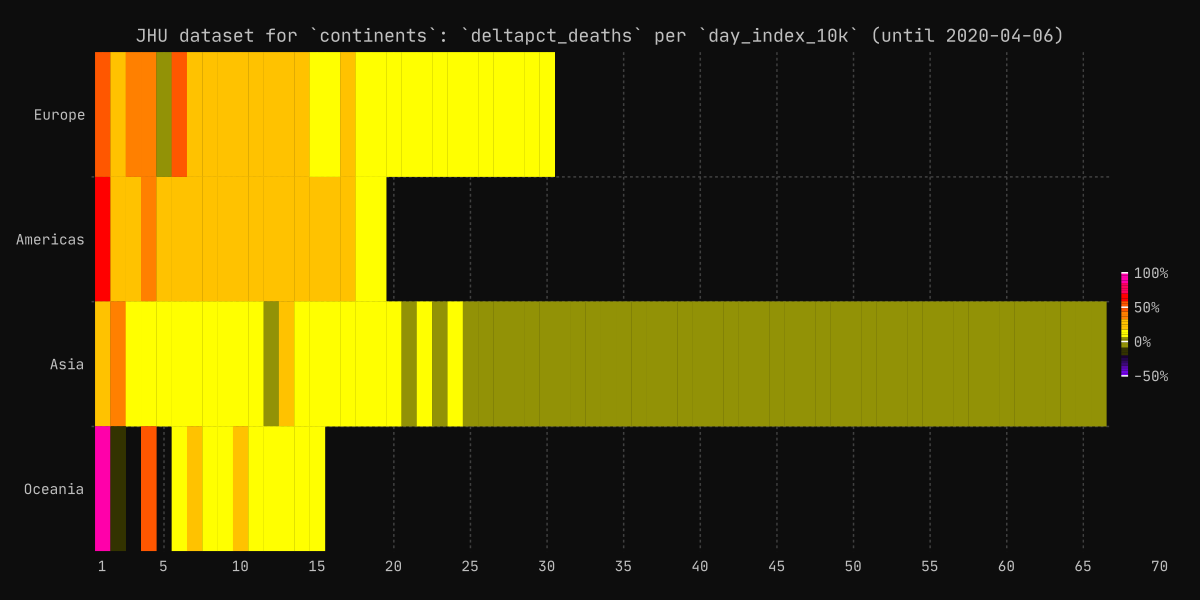 JHU dataset for `continents`: `deltapct_deaths` per `day_index_10k` (until 2020-04-06)
Europe
Americas
Asia
Oceania
100%
50%
0%
-50%
1 5 10 15 20 25 30 35 40 45 50 55 60 65 70